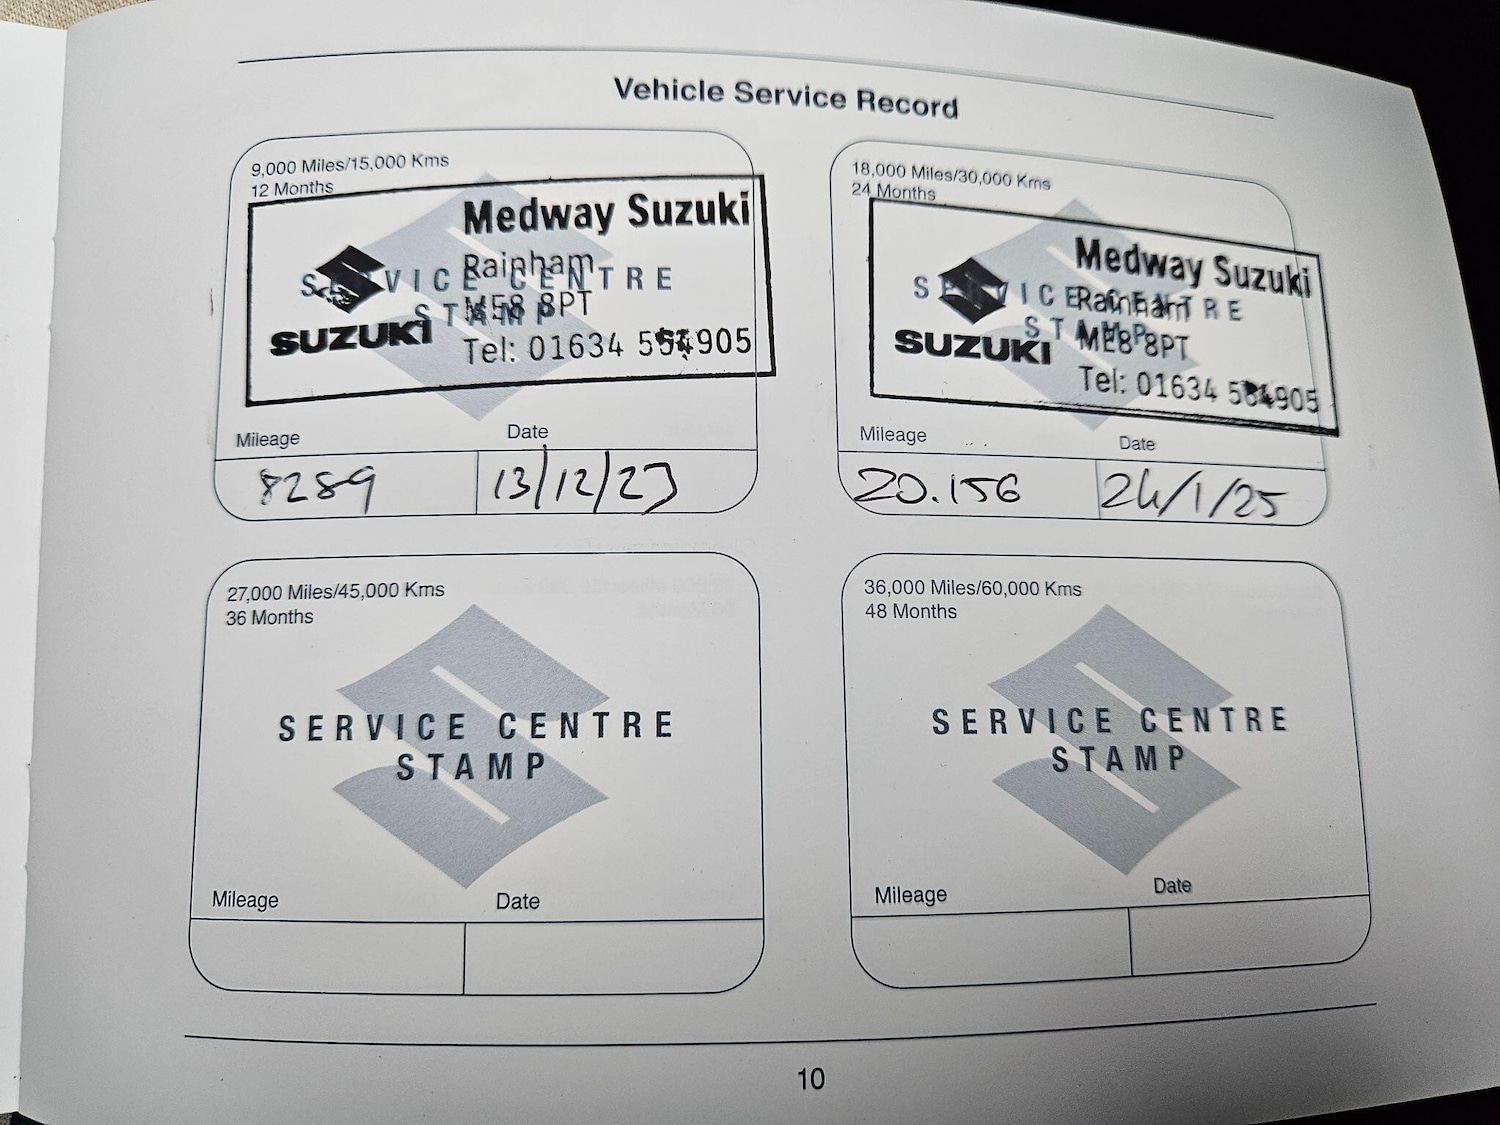 Vehicle Service Record
9,000 Miles/15,000 Kms
12 Months
Medway Suzuki
Rainham
SERVICE CENTRE
STAMP
ME8 8PT
SUZUKI
Tel: 01634
Mileage
Date
8289
13/12/23
18,000 Miles/30,000 Kms
24 Months
Medway Suzuki
SERVICE CENTRE
Rainham
STAMP
ME8 8PT
SUZUKI
Tel: 01634
Mileage
Date
20.156
24/1/25
27,000 Miles/45,000 Kms
36 Months
SERVICE CENTRE
STAMP
Mileage
Date
36,000 Miles/60,000 Kms
48 Months
SERVICE CENTRE
STAMP
Mileage
Date
10